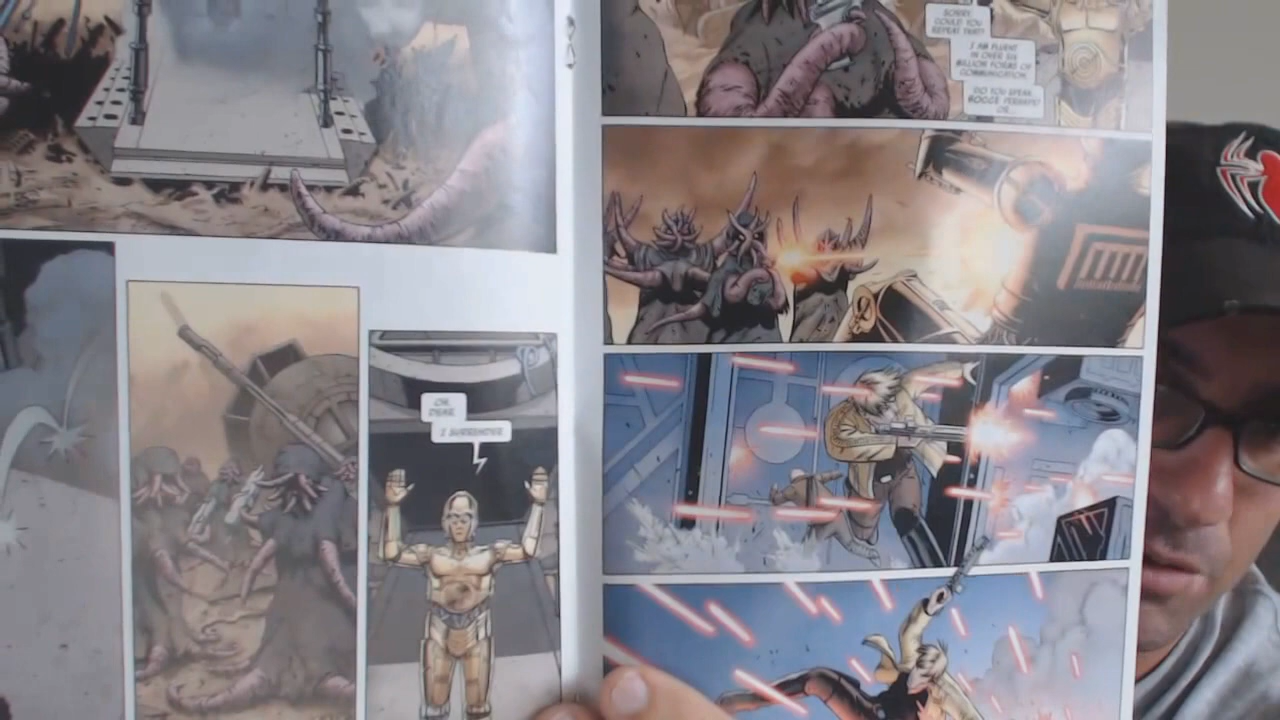 OH,
DEAR.
I SURRENDER.
SORRY,
COULD YOU
REPEAT THAT?
I AM FLUENT
IN OVER SIX
MILLION FORMS OF
COMMUNICATION.
DO YOU SPEAK
BOCCE PERHAPS?
OR...